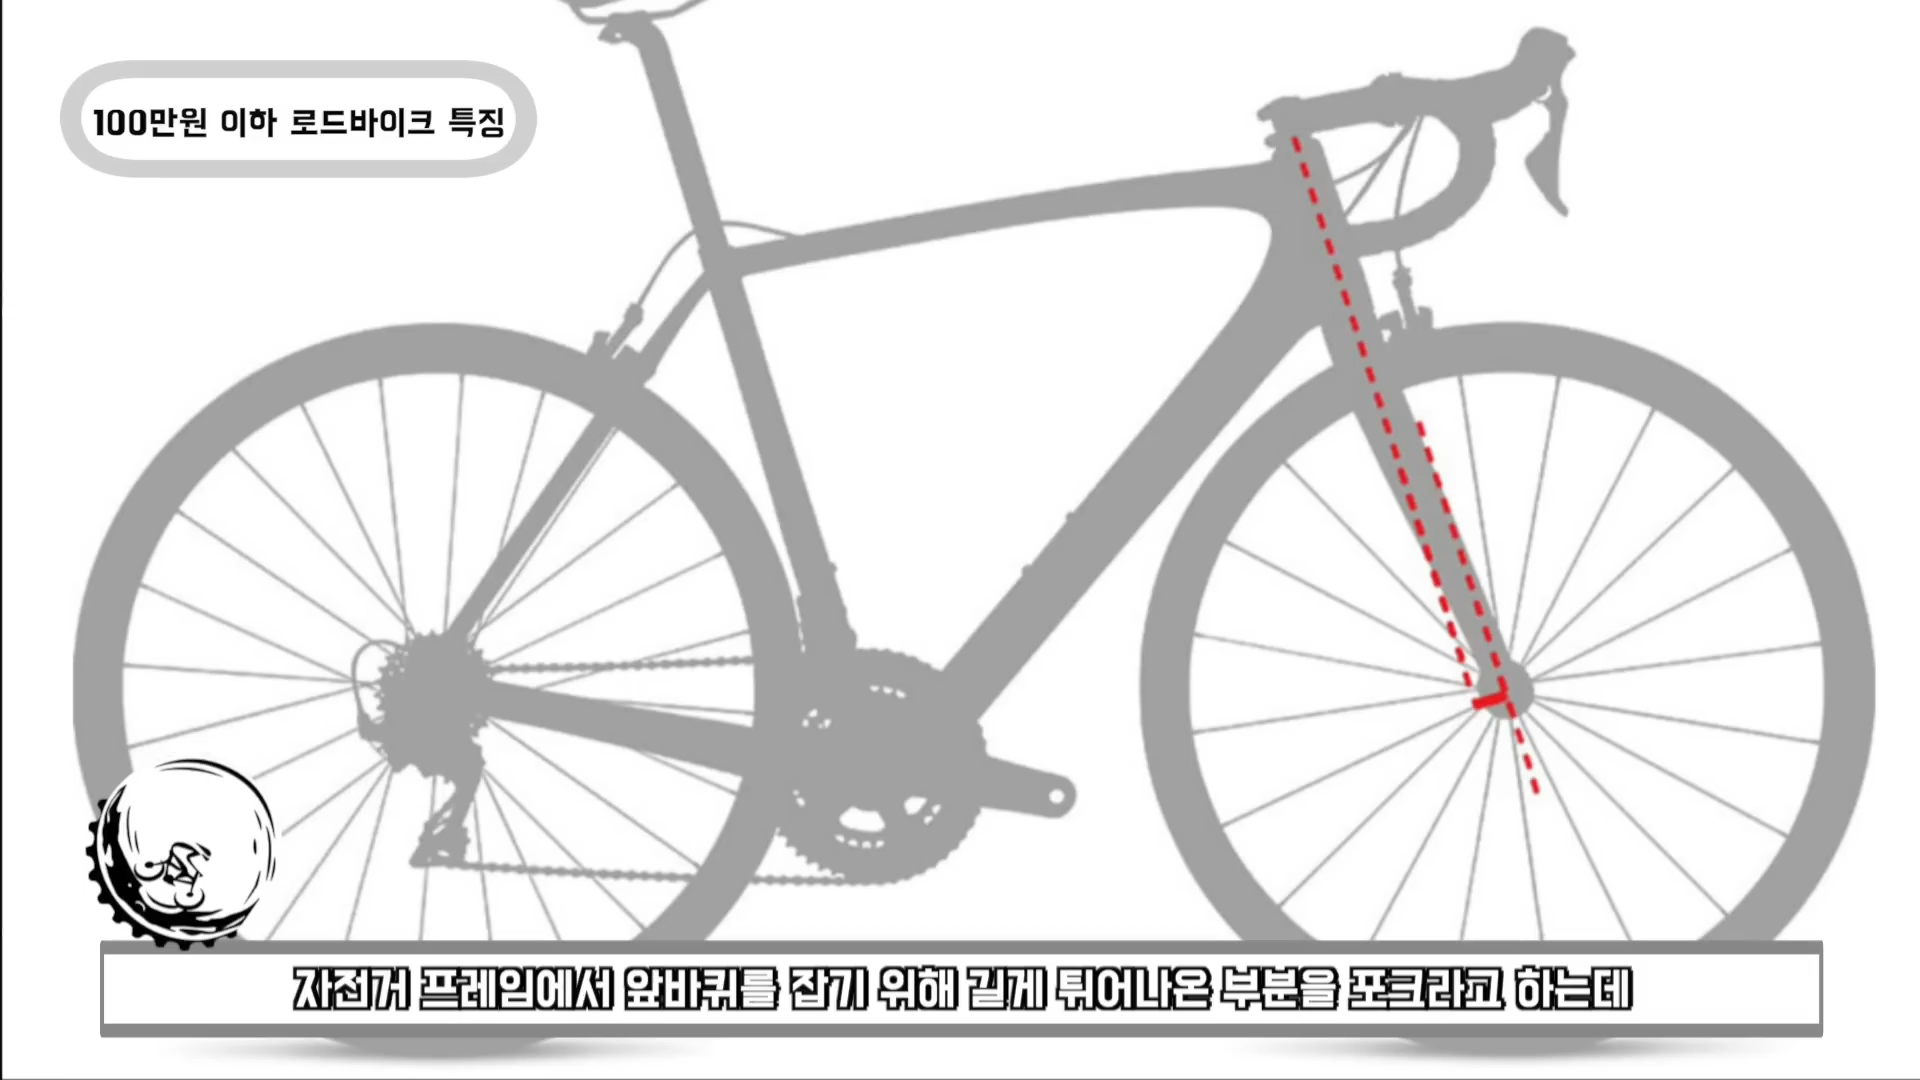 100만원 이하 로드바이크 특징
자전거 프레임에서 앞바퀴를 잡기 위해 길게 튀어나온 부분을 포크라고 하는데